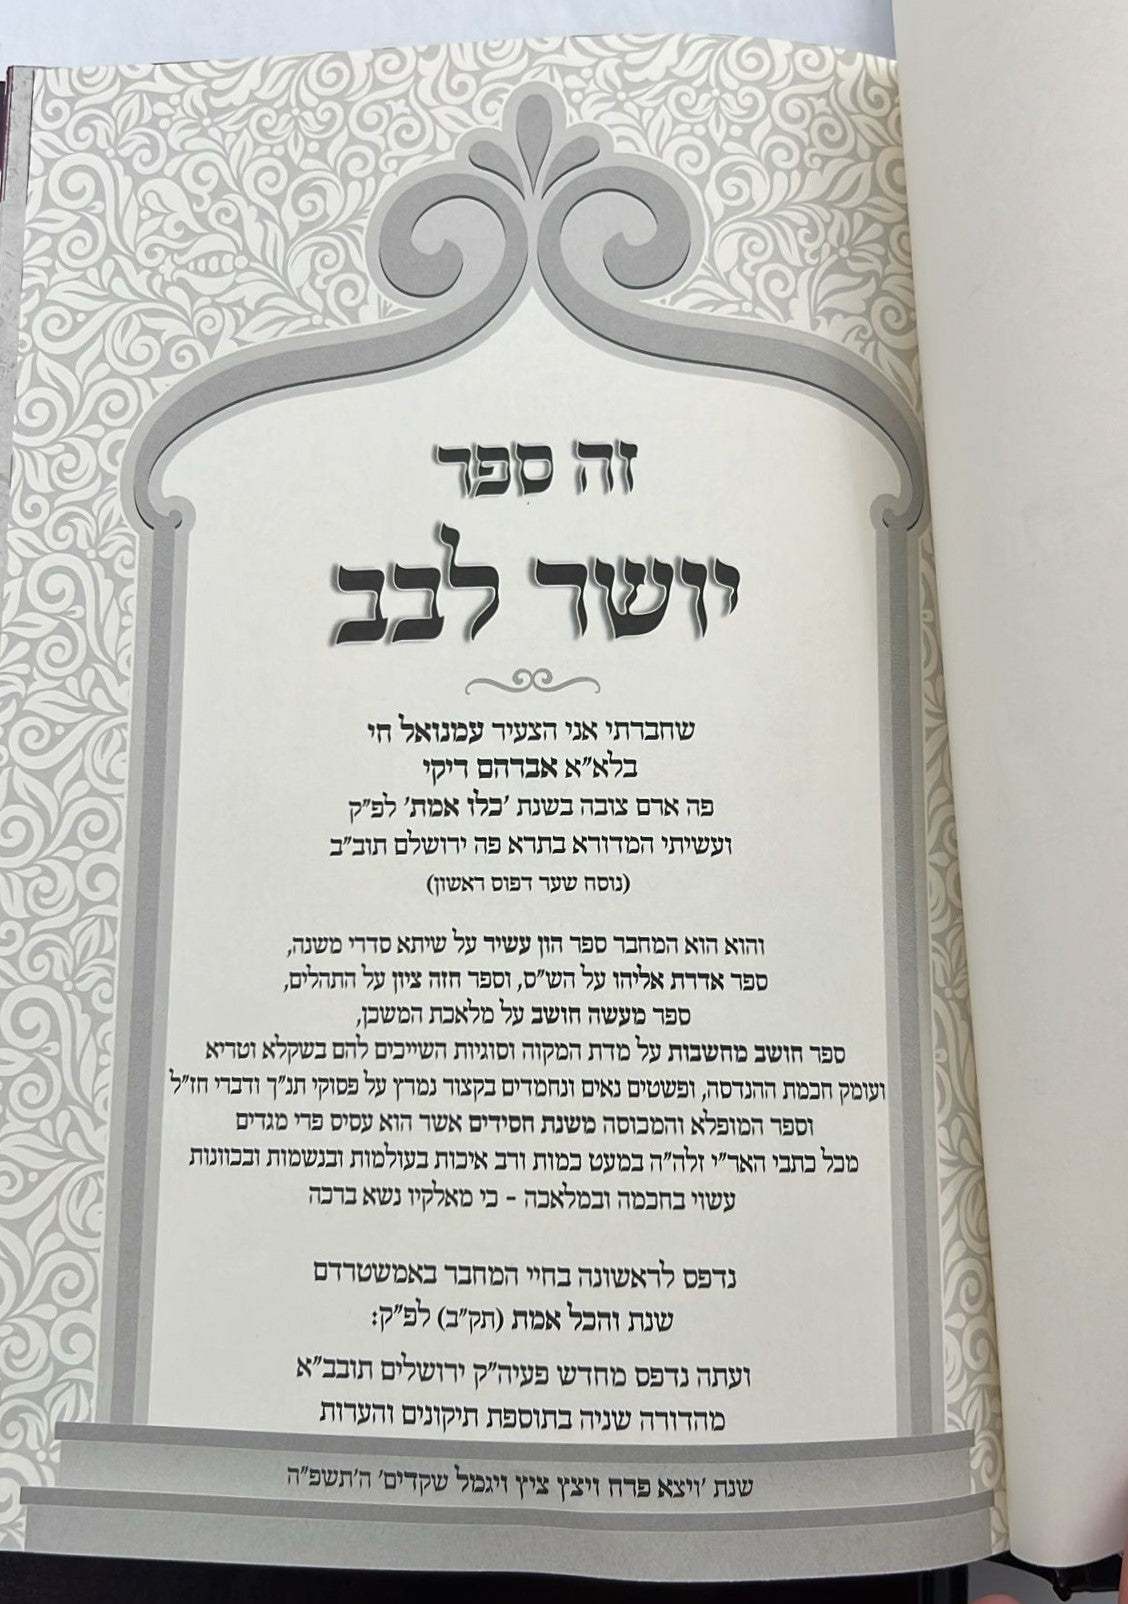 זה ספר
יושר לבב
שחברתי אני הצעיר עמנואל חי
בלא״א אברהם ריקי
פה ארם צובה בשנת ׳כלו אמת׳ לפ״ק
ועשיתי המדורא בתרא פה ירושלם תוב״ב
(נוסח שער דפוס ראשון)
והוא הוא המחבר ספר הון עשיר על שיתא סדרי משנה,
ספר אדרת אליהו על הש״ס, וספר חזה ציון על התהלים,
ספר מעשה חושב על מלאכת המשכן,
ספר חושב מחשבות על מדת המקוה וסוגיות השייכים להם בשקלא וטריא
ועומק חכמת ההנדסה, ופשטים נאים ונחמדים בקצור נמרץ על פסוקי תנ״ך ודברי חז״ל
וספר המופלא והמכוסה משנת חסידים אשר הוא עסיס פרי מגדים
מכל כתבי האר״י זלה״ה במעט כמות ורב איכות בעולמות ובנשמות ובכוונות
עשוי בחכמה ובמלאכה - כי מאלקיו נשא ברכה
נדפס לראשונה בחיי המחבר באמשטרדם
שנת והכל אמת (תק״ב) לפ״ק:
ועתה נדפס מחדש פעיה״ק ירושלים תובב״א
מהדורה שניה בתוספת תיקונים והערות
שנת ׳ויצא פרח ויצץ ציץ ויגמל שקדים׳ ה׳תשפ״ה